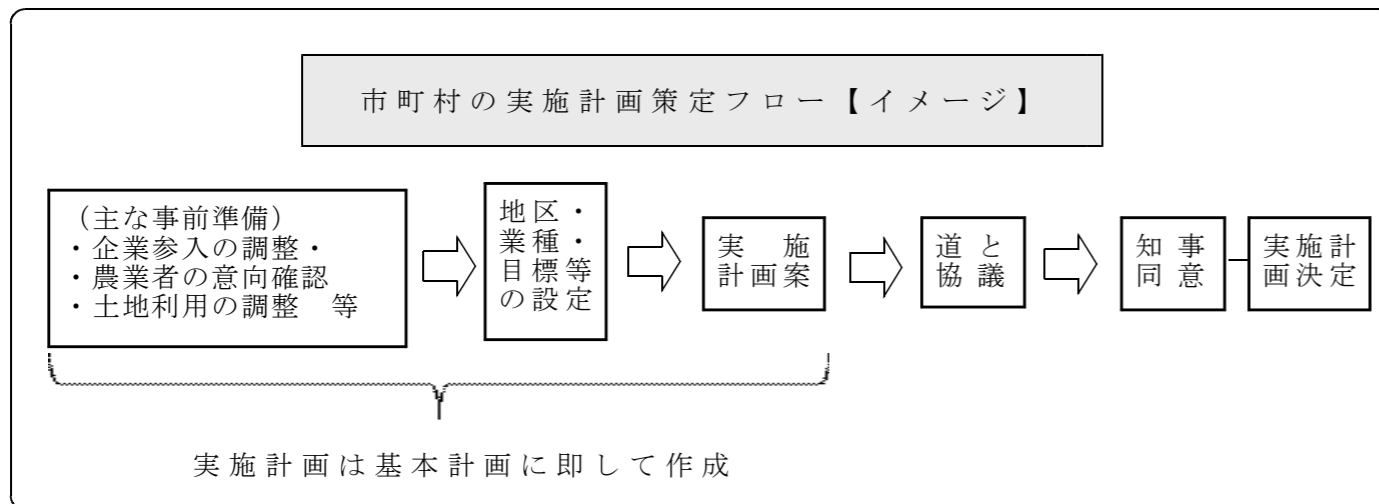 市町村の実施計画策定フロー【イメージ】
（主な事前準備）
・企業参入の調整・
・農業者の意向確認
・土地利用の調整　等
地区・
業種・
目標等
の設定
実　施
計画案
道と
協議
知事
同意
実施計
画決定
実施計画は基本計画に即して作成